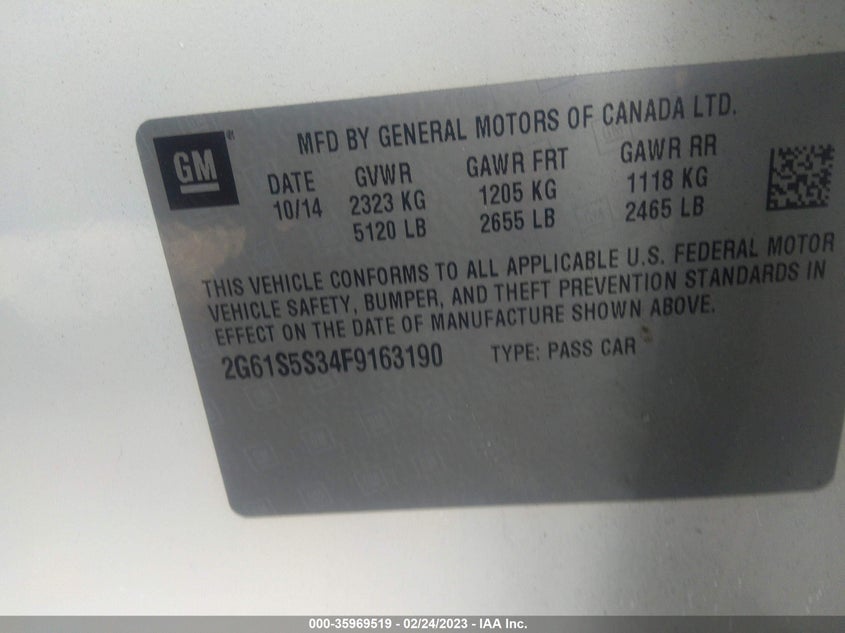 MFD BY GENERAL MOTORS OF CANADA LTD.
GM
DATE GVWR GAWR FRT GAWR RR
10/14 2323 KG 1205 KG 1118 KG
5120 LB 2655 LB 2465 LB
THIS VEHICLE CONFORMS TO ALL APPLICABLE U.S. FEDERAL MOTOR
VEHICLE SAFETY, BUMPER, AND THEFT PREVENTION STANDARDS IN
EFFECT ON THE DATE OF MANUFACTURE SHOWN ABOVE.
2G61S5S34F9163190 TYPE: PASS CAR
000-35969519 - 02/24/2023 - IAA Inc.